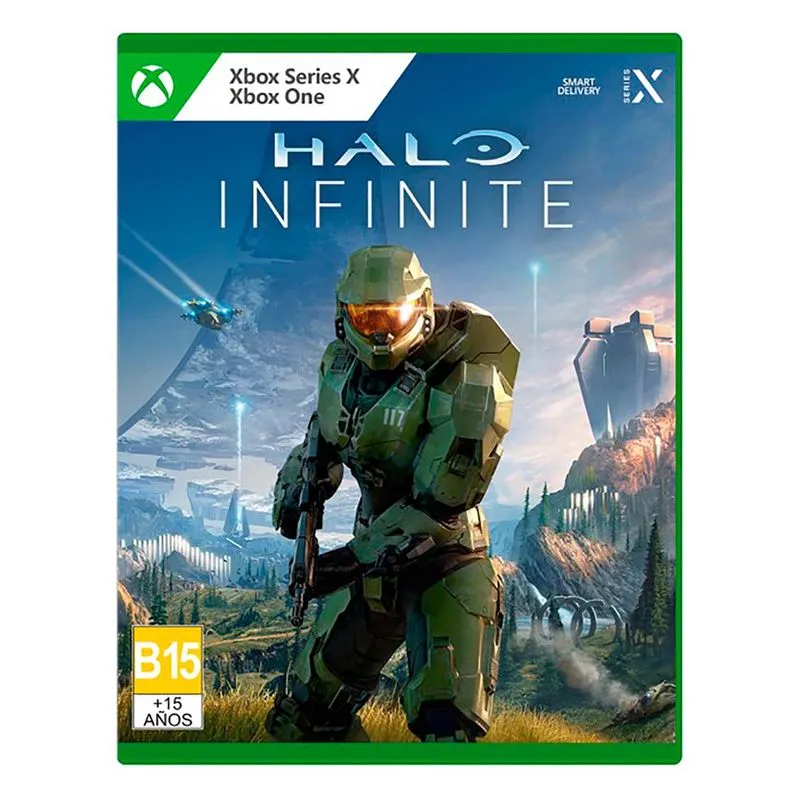 Xbox Series X
Xbox One
SMART
DELIVERY
SERIES
X
HALO
INFINITE
117
B15
+15
AÑOS